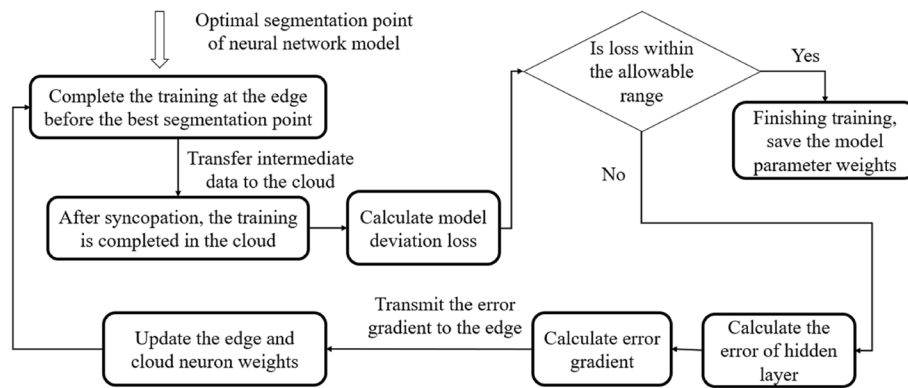 Optimal segmentation point
of neural network model
Complete the training at the edge
before the best segmentation point
Transfer intermediate
data to the cloud
After syncopation, the training
is completed in the cloud
Calculate model
deviation loss
Is loss within
the allowable
range
Yes
Finishing training,
save the model
parameter weights
No
Calculate the
error of hidden
layer
Calculate error
gradient
Transmit the error
gradient to the edge
Update the edge and
cloud neuron weights